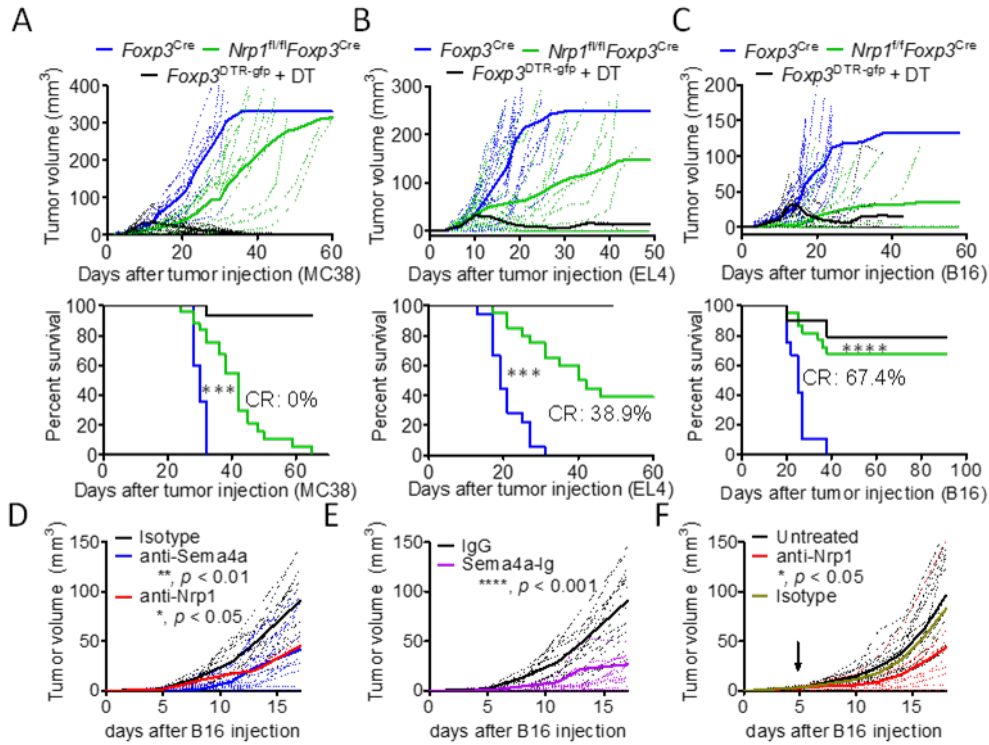 A
Foxp3Cre Nrp1fl/flFoxp3Cre
Foxp3DTR-gfp + DT
Tumor volume (mm3)
400
300
200
100
0
0 20 40 60
Days after tumor injection (MC38)
B
Foxp3Cre Nrp1fl/flFoxp3Cre
Foxp3DTR-gfp + DT
Tumor volume (mm3)
300
200
100
0
0 10 20 30 40 50
Days after tumor injection (EL4)
C
Foxp3Cre Nrp1f/fFoxp3Cre
Foxp3DTR-gfp + DT
Tumor volume (mm3)
200
150
100
50
0
0 20 40 60
Days after tumor injection (B16)
Percent survival
100
80
60
40
20
0
***
CR: 0%
0 20 40 60
Days after tumor injection (MC38)
Percent survival
100
80
60
40
20
0
***
CR: 38.9%
0 20 40 60
Days after tumor injection (EL4)
Percent survival
100
80
60
40
20
0
****
CR: 67.4%
0 20 40 60 80 100
Days after tumor injection (B16)
D
Isotype
anti-Sema4a
**, p < 0.01
anti-Nrp1
*, p < 0.05
Tumor volume (mm3)
150
100
50
0
0 5 10 15
days after B16 injection
E
IgG
Sema4a-Ig
****, p < 0.001
Tumor volume (mm3)
150
100
50
0
0 5 10 15
days after B16 injection
F
Untreated
anti-Nrp1
*, p < 0.05
Isotype
Tumor volume (mm3)
150
100
50
0
0 5 10 15
days after B16 injection